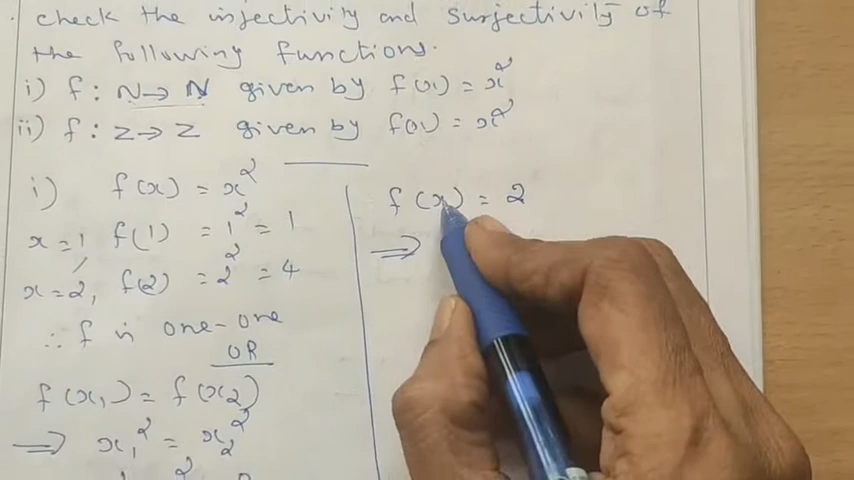 check the injectivity and surjectivity of
the following functions.
i) f : N → N given by f(x) = x²
ii) f : Z → Z given by f(x) = x²
i) f(x) = x²
x = 1, f(1) = 1² = 1
x = 2, f(2) = 2² = 4
∴ f is one-one
OR
f(x₁) = f(x₂)
⟹ x₁² = x₂²
f(x) = 2
⟹